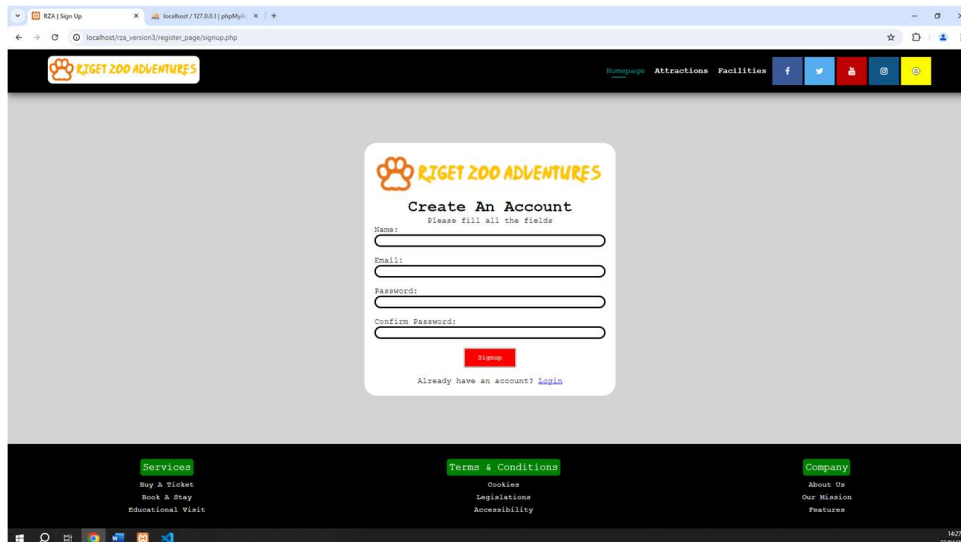 RZA | Sign Up
localhost / 127.0.0.1 | phpMyA
localhost/rza_version3/register_page/signup.php
RIGET ZOO ADVENTURES
Homepage Attractions Facilities
RIGET ZOO ADVENTURES
Create An Account
Please fill all the fields
Name:
Email:
Password:
Confirm Password:
Signup
Already have an account? Login
Services Terms & Conditions Company
Buy A Ticket Cookies About Us
Book A Stay Legislations Our Mission
Educational Visit Accessibility Features
14:27